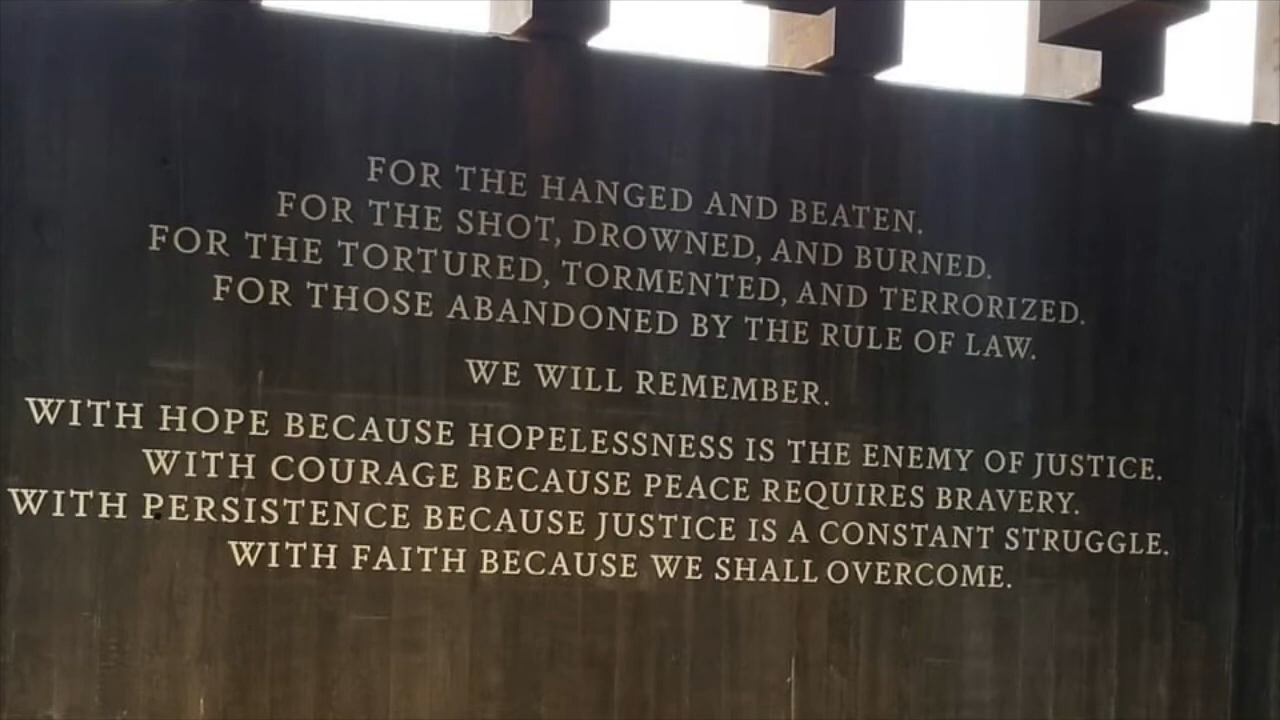 FOR THE HANGED AND BEATEN.
FOR THE SHOT, DROWNED, AND BURNED.
FOR THE TORTURED, TORMENTED, AND TERRORIZED.
FOR THOSE ABANDONED BY THE RULE OF LAW.
WE WILL REMEMBER.
WITH HOPE BECAUSE HOPELESSNESS IS THE ENEMY OF JUSTICE.
WITH COURAGE BECAUSE PEACE REQUIRES BRAVERY.
WITH PERSISTENCE BECAUSE JUSTICE IS A CONSTANT STRUGGLE.
WITH FAITH BECAUSE WE SHALL OVERCOME.